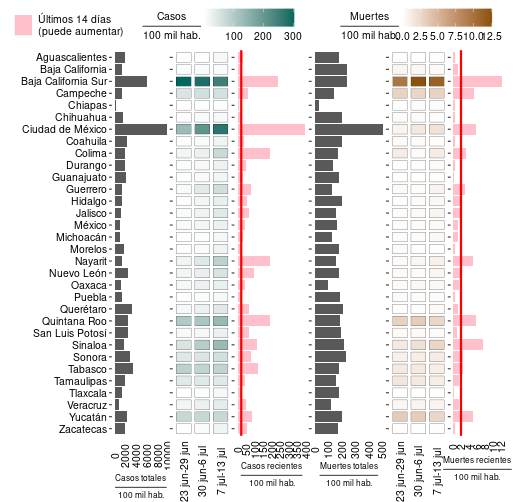 Últimos 14 días
(puede aumentar)
Casos
100 mil hab.
100 200 300
Muertes
100 mil hab.
0.0 2.5 5.0 7.5 10.0 12.5
Aguascalientes
Baja California
Baja California Sur
Campeche
Chiapas
Chihuahua
Ciudad de México
Coahuila
Colima
Durango
Guanajuato
Guerrero
Hidalgo
Jalisco
México
Michoacán
Morelos
Nayarit
Nuevo León
Oaxaca
Puebla
Querétaro
Quintana Roo
San Luis Potosí
Sinaloa
Sonora
Tabasco
Tamaulipas
Tlaxcala
Veracruz
Yucatán
Zacatecas
0 2000 4000 6000 8000 10000
Casos totales
100 mil hab.
23 jun-29 jun
30 jun-6 jul
7 jul-13 jul
0 50 100 150 200 250 300 350 400
Casos recientes
100 mil hab.
0 100 200 300 400 500
Muertes totales
100 mil hab.
23 jun-29 jun
30 jun-6 jul
7 jul-13 jul
0 2 4 6 8 10 12
Muertes recientes
100 mil hab.